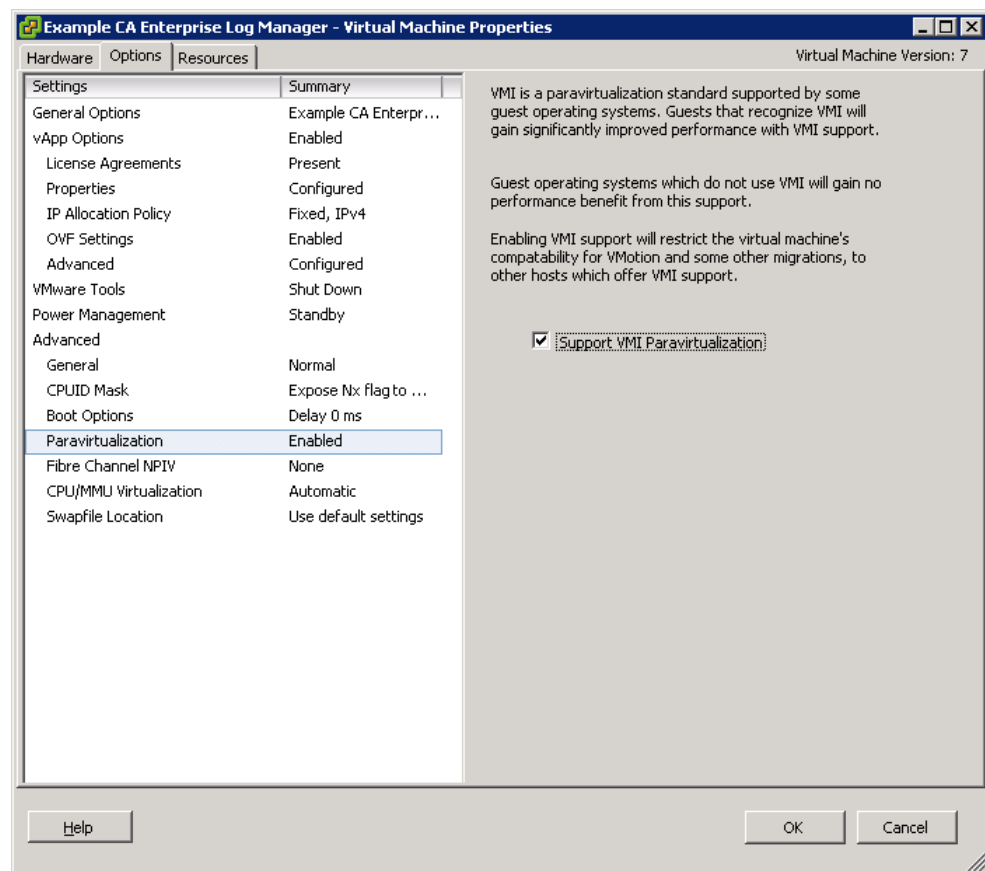 Example CA Enterprise Log Manager - Virtual Machine Properties
Hardware Options Resources Virtual Machine Version: 7
Settings Summary
General Options Example CA Enterpr...
vApp Options Enabled
License Agreements Present
Properties Configured
IP Allocation Policy Fixed, IPv4
OVF Settings Enabled
Advanced Configured
VMware Tools Shut Down
Power Management Standby
Advanced
General Normal
CPUID Mask Expose Nx flag to ...
Boot Options Delay 0 ms
Paravirtualization Enabled
Fibre Channel NPIV None
CPU/MMU Virtualization Automatic
Swapfile Location Use default settings
VMI is a paravirtualization standard supported by some
guest operating systems. Guests that recognize VMI will
gain significantly improved performance with VMI support.
Guest operating systems which do not use VMI will gain no
performance benefit from this support.
Enabling VMI support will restrict the virtual machine's
compatability for VMotion and some other migrations, to
other hosts which offer VMI support.
Support VMI Paravirtualization
Help OK Cancel